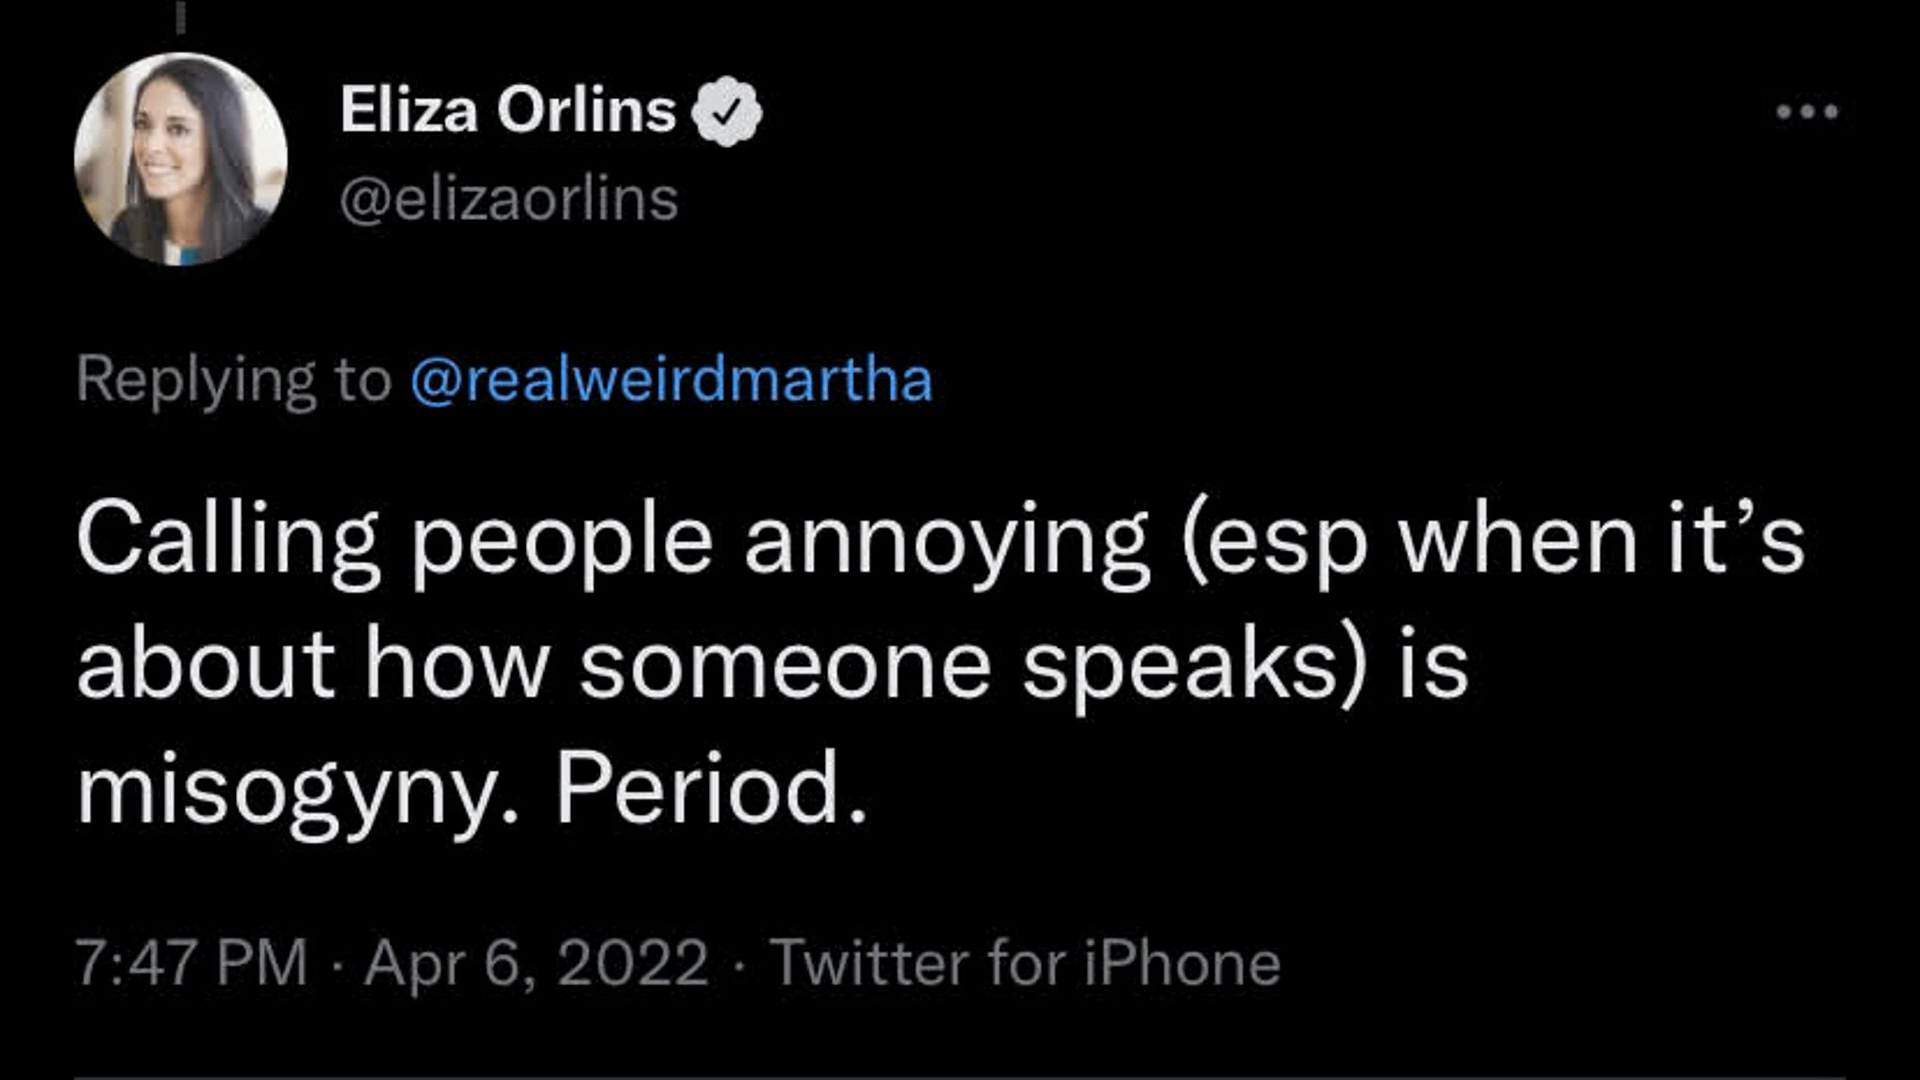 Eliza Orlins
@elizaorlins
Replying to @realweirdmartha
Calling people annoying (esp when it’s
about how someone speaks) is
misogyny. Period.
7:47 PM · Apr 6, 2022 · Twitter for iPhone